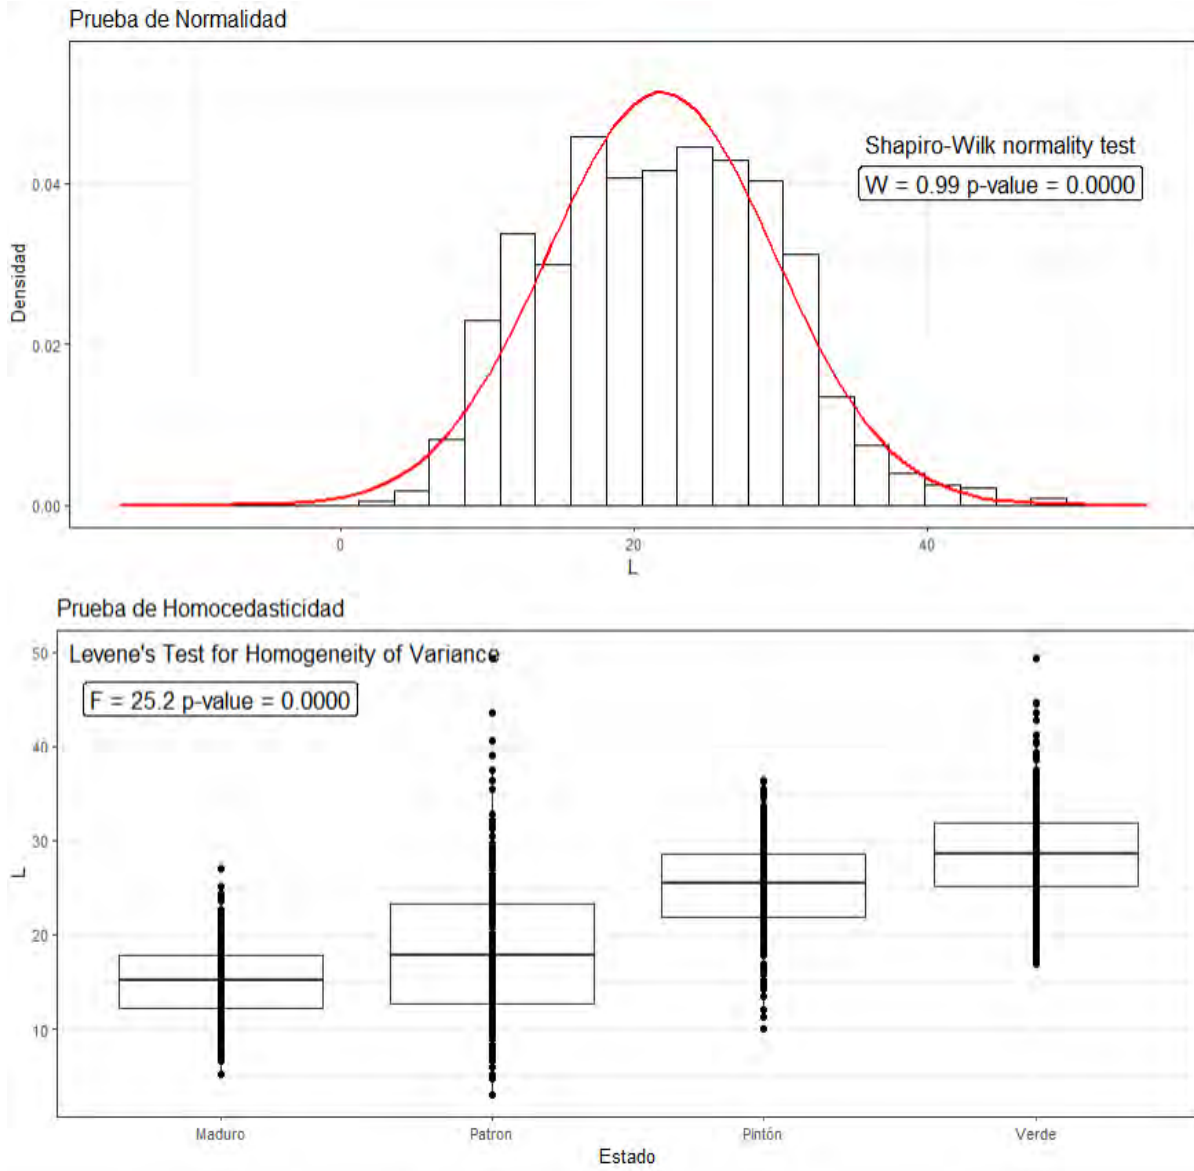 Prueba de Normalidad
Shapiro-Wilk normality test
W = 0.99 p-value = 0.0000
Densidad
0.04
0.02
0.00
0
20
40
L
Prueba de Homocedasticidad
Levene's Test for Homogeneity of Variance
F = 25.2 p-value = 0.0000
L
50
40
30
20
10
Maduro
Patron
Pintón
Verde
Estado